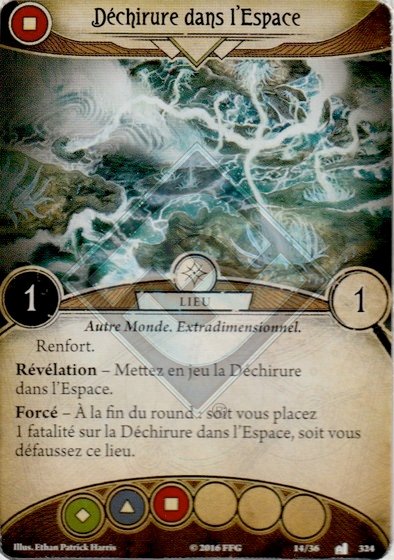 Déchirure dans l'Espace
1
LIEU
1
Autre Monde. Extradimensionnel.
Renfort.
Révélation – Mettez en jeu la Déchirure
dans l'Espace.
Forcé – À la fin du round : soit vous placez
1 fatalité sur la Déchirure dans l'Espace, soit vous
défaussez ce lieu.
Illus. Ethan Patrick Harris © 2016 FFG 14/36 324